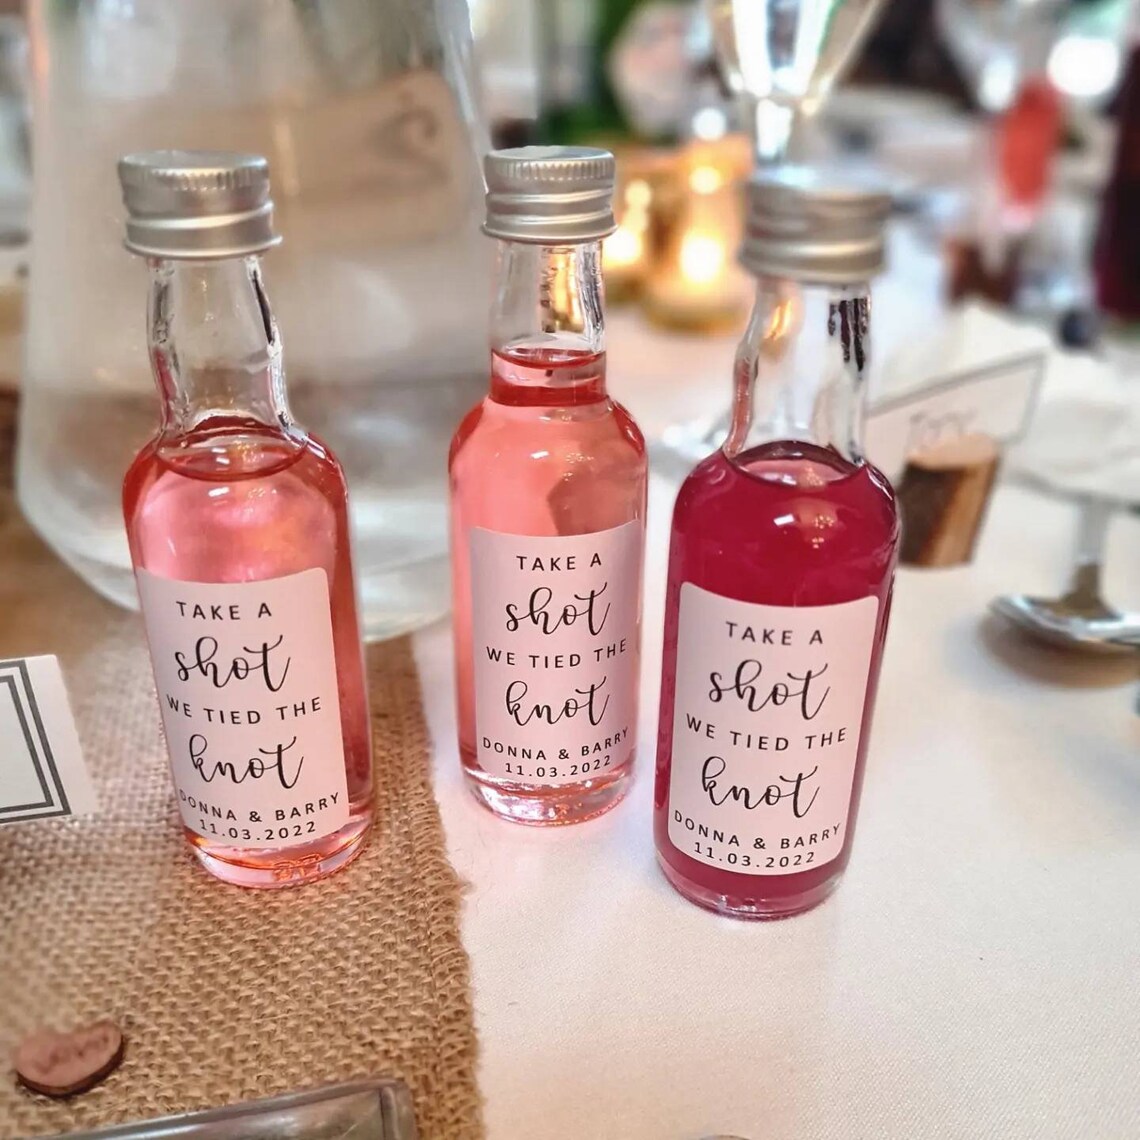 TAKE A
shot
WE TIED THE
knot
DONNA & BARRY
11.03.2022
TAKE A
shot
WE TIED THE
knot
DONNA & BARRY
11.03.2022
TAKE A
shot
WE TIED THE
knot
DONNA & BARRY
11.03.2022